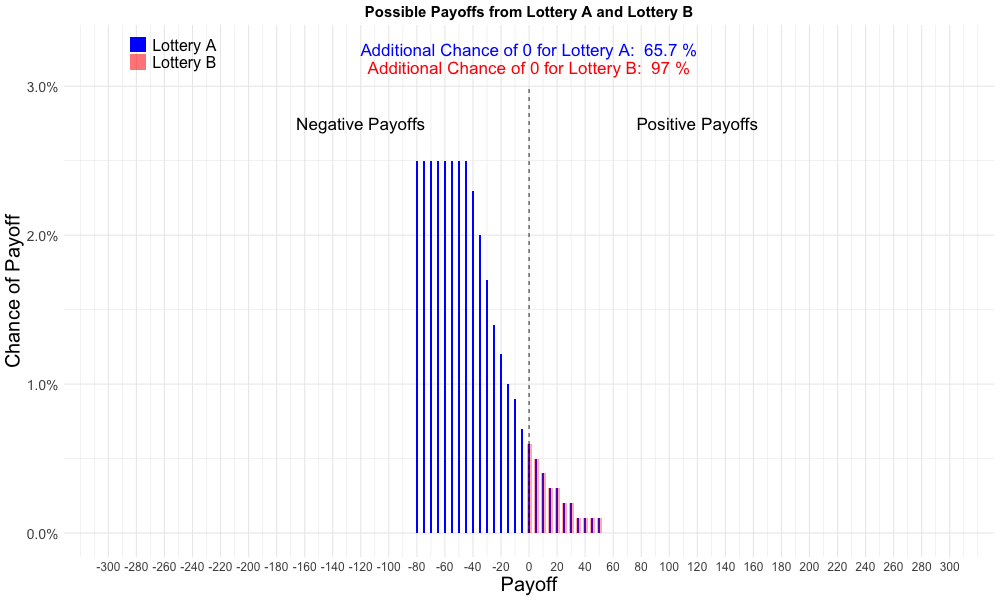 Possible Payoffs from Lottery A and Lottery B
Lottery A
Lottery B
Additional Chance of 0 for Lottery A:  65.7 %
Additional Chance of 0 for Lottery B:  97 %
Negative Payoffs
Positive Payoffs
Chance of Payoff
3.0%
2.0%
1.0%
0.0%
-300 -280 -260 -240 -220 -200 -180 -160 -140 -120 -100 -80 -60 -40 -20 0 20 40 60 80 100 120 140 160 180 200 220 240 260 280 300
Payoff